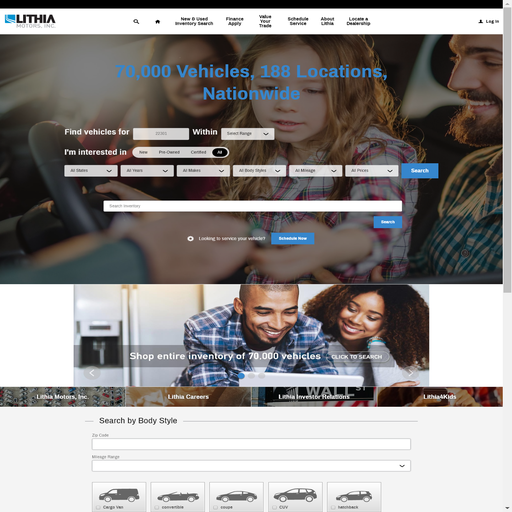 LITHIA
MOTORS, INC.
New & Used
Inventory Search
Finance
Apply
Value
Your
Trade
Schedule
Service
About
Lithia
Locate a
Dealership
Log In
70,000 Vehicles, 188 Locations,
Nationwide
Find vehicles for
Within
Select Range
I'm interested in
New
Pre-Owned
Certified
All
All States
All Years
All Makes
All Body Styles
All Mileage
All Prices
Search
Search Inventory
Search
Looking to service your vehicle?
Schedule Now
Shop entire inventory of 70,000 vehicles
CLICK TO SEARCH
WALL ST
Lithia Motors, Inc.
Lithia Careers
Lithia Investor Relations
Lithia4Kids
Search by Body Style
Zip Code
Mileage Range
Cargo Van
convertible
coupe
CUV
hatchback